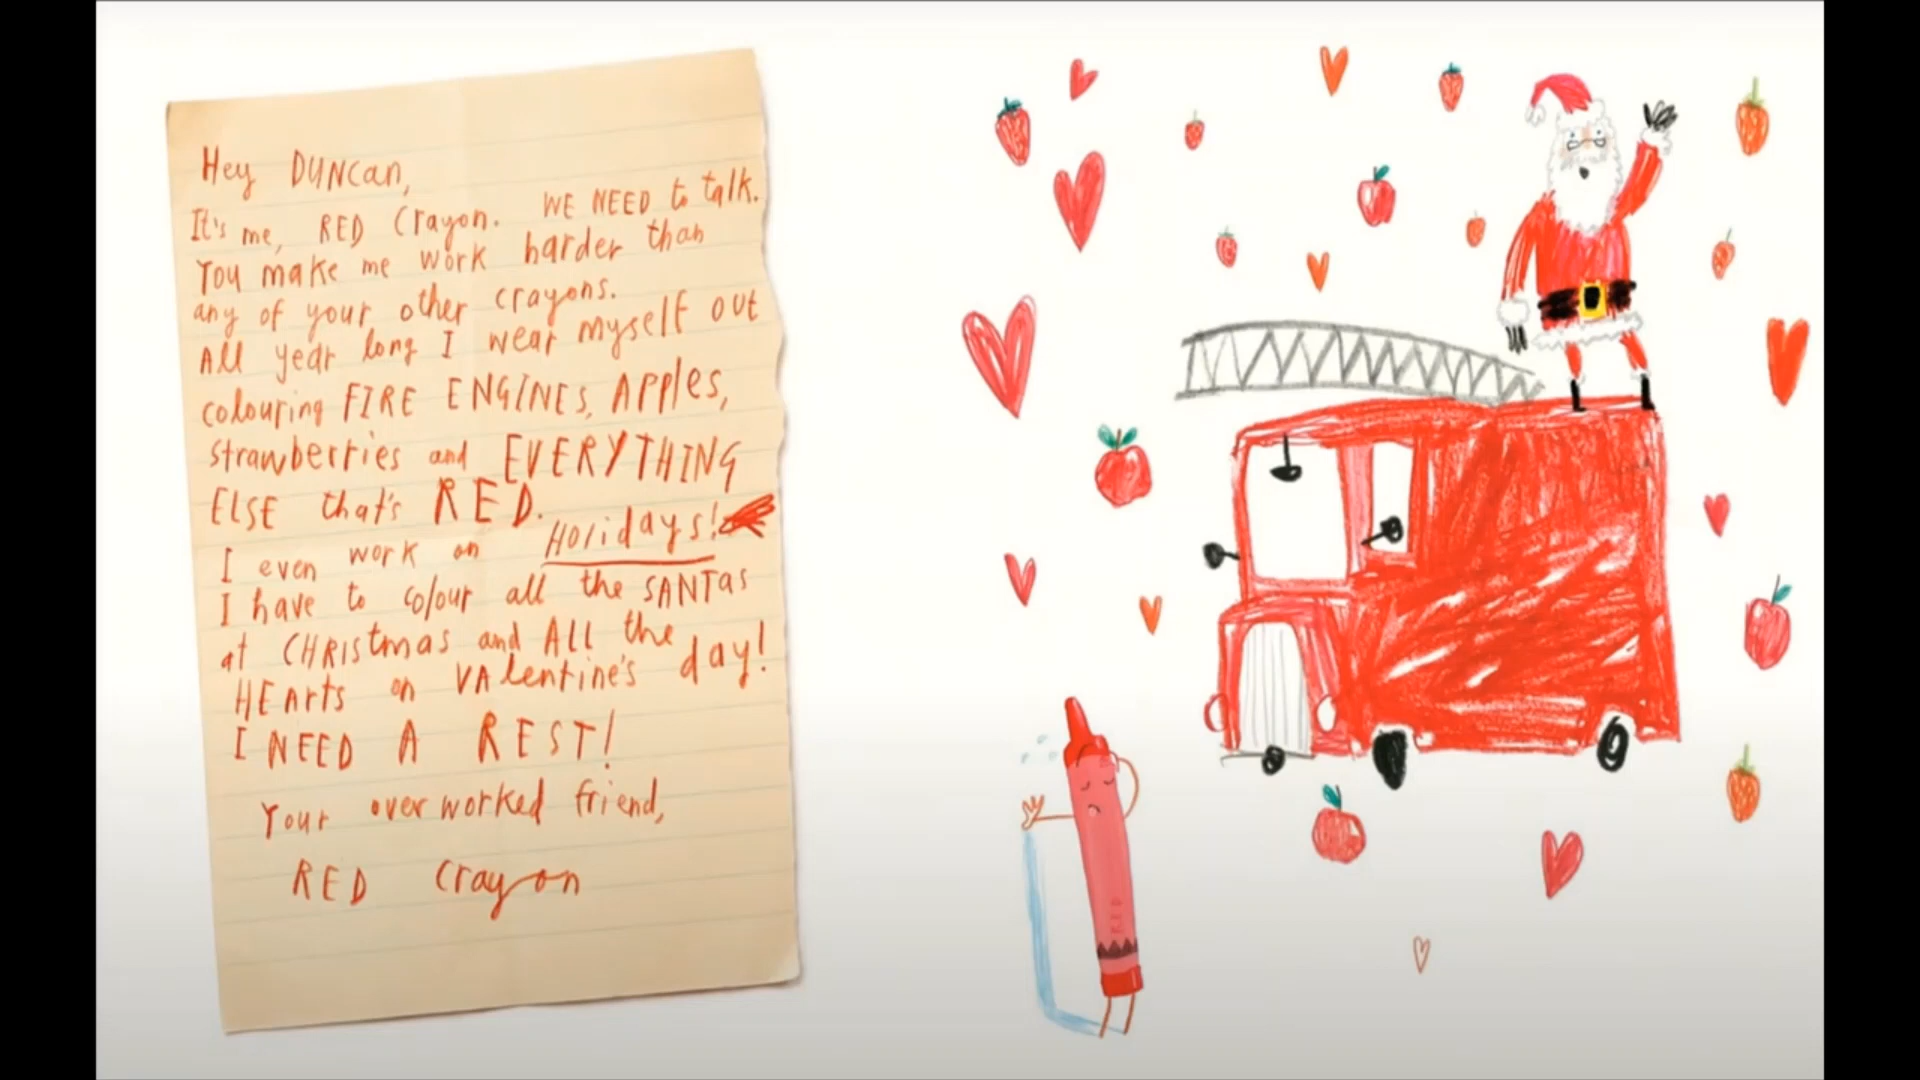 Hey DUNCan,
It's me, RED Crayon. WE NEED to talk.
You make me work harder than
any of your other crayons.
All year long I wear myself out
colouring FIRE ENGINES, APPles,
strawberries and EVERYTHING
ELSE that's RED.
I even work on Holidays!
I have to colour all the SANTas
at CHRIStmas and ALL the
HEArts on VAlentine's day!
I NEED A REST!
Your overworked friend,
RED Crayon
RED